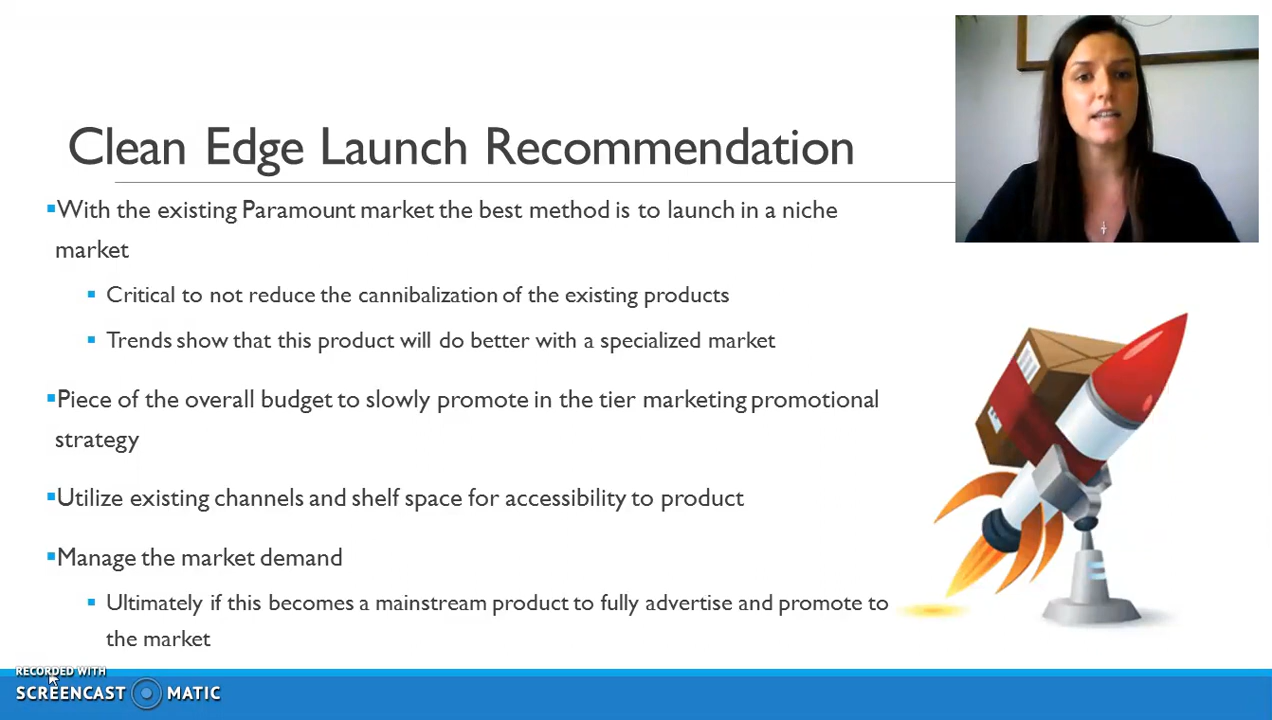 Clean Edge Launch Recommendation
▪With the existing Paramount market the best method is to launch in a niche
market
▪ Critical to not reduce the cannibalization of the existing products
▪ Trends show that this product will do better with a specialized market
▪Piece of the overall budget to slowly promote in the tier marketing promotional
strategy
▪Utilize existing channels and shelf space for accessibility to product
▪Manage the market demand
▪ Ultimately if this becomes a mainstream product to fully advertise and promote to
the market
RECORDED WITH
SCREENCAST MATIC